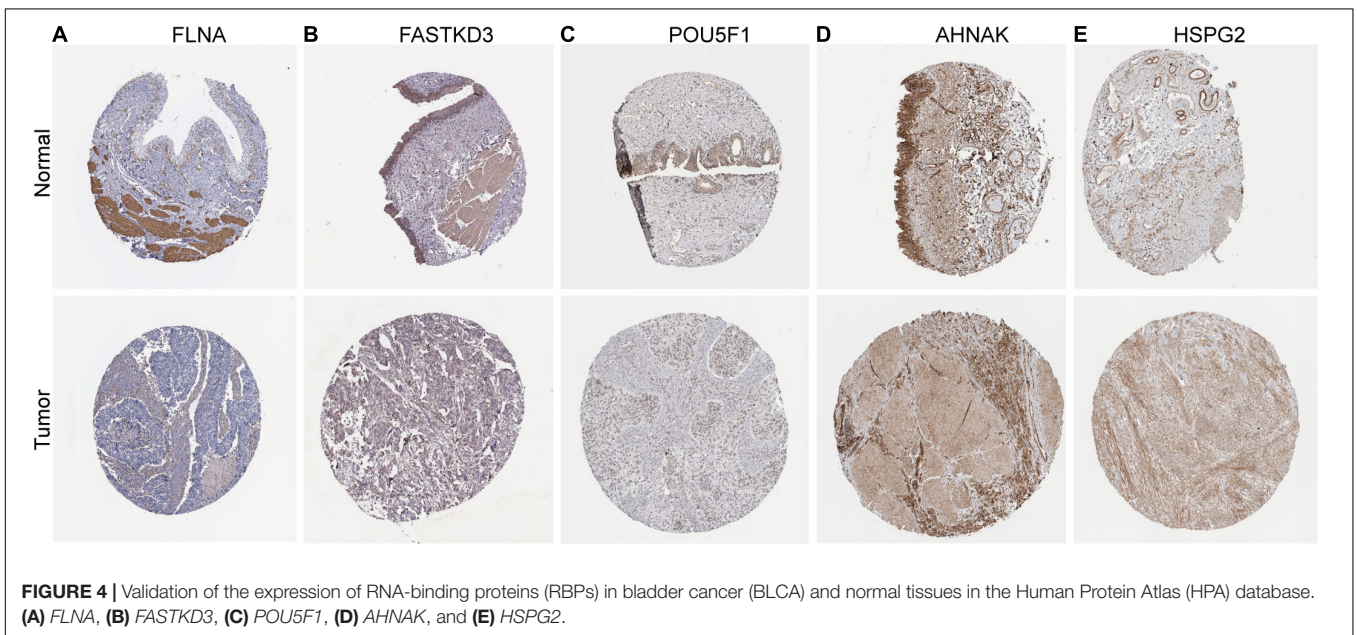 A FLNA B FASTKD3 C POU5F1 D AHNAK E HSPG2
Normal
Tumor
FIGURE 4 | Validation of the expression of RNA-binding proteins (RBPs) in bladder cancer (BLCA) and normal tissues in the Human Protein Atlas (HPA) database.
(A) FLNA, (B) FASTKD3, (C) POU5F1, (D) AHNAK, and (E) HSPG2.